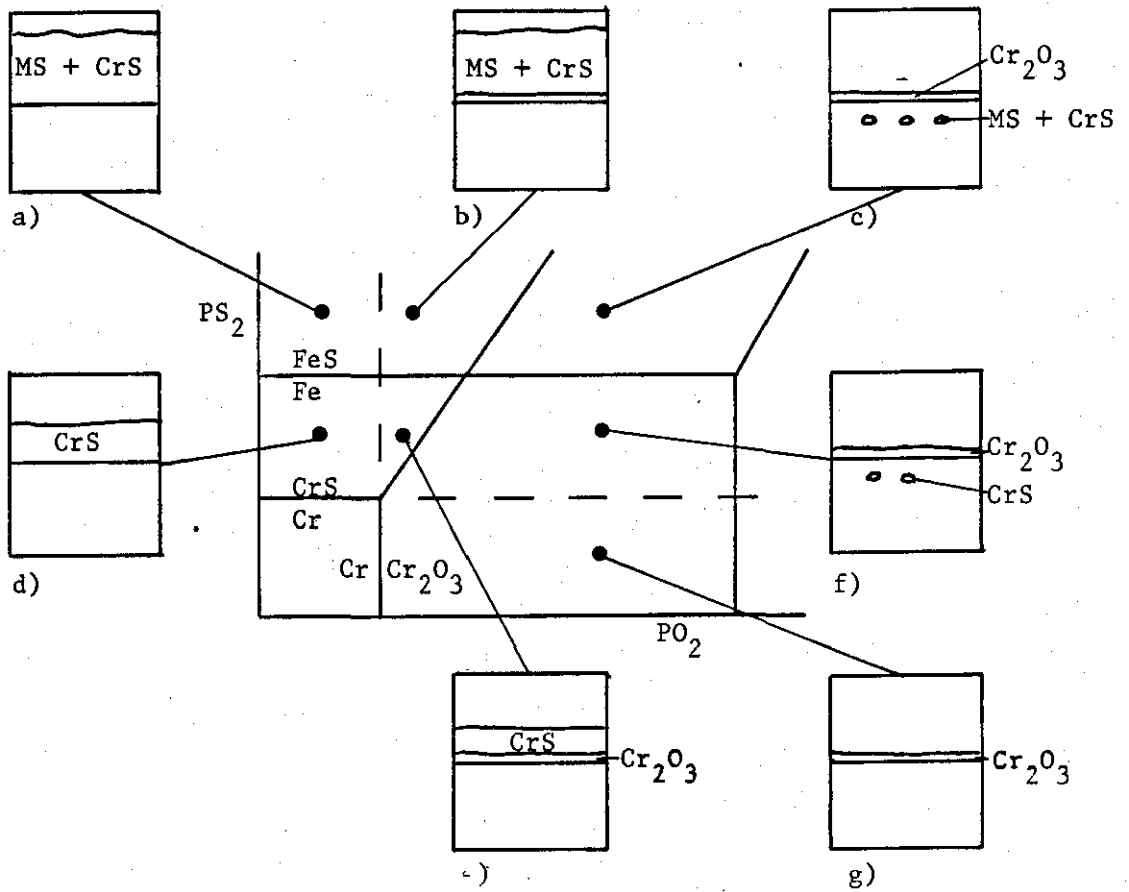 MS + CrS
a)
MS + CrS
b)
Cr₂O₃
MS + CrS
c)
PS₂
FeS
Fe
CrS
d)
CrS
Cr
Cr Cr₂O₃
PO₂
Cr₂O₃
CrS
f)
CrS
Cr₂O₃
Cr₂O₃
g)